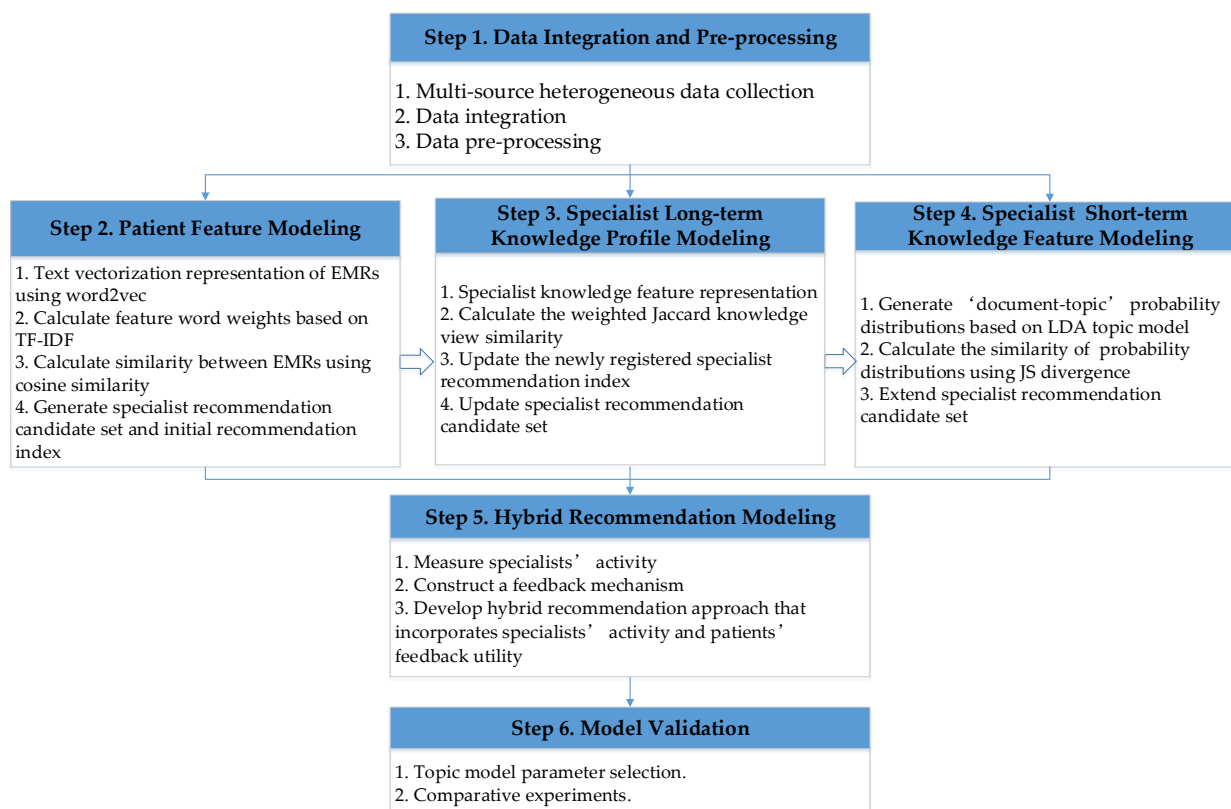 Step 1. Data Integration and Pre-processing
1. Multi-source heterogeneous data collection
2. Data integration
3. Data pre-processing
Step 2. Patient Feature Modeling
1. Text vectorization representation of EMRs
using word2vec
2. Calculate feature word weights based on
TF-IDF
3. Calculate similarity between EMRs using
cosine similarity
4. Generate specialist recommendation
candidate set and initial recommendation
index
Step 3. Specialist Long-term
Knowledge Profile Modeling
1. Specialist knowledge feature representation
2. Calculate the weighted Jaccard knowledge
view similarity
3. Update the newly registered specialist
recommendation index
4. Update specialist recommendation
candidate set
Step 4. Specialist Short-term
Knowledge Feature Modeling
1. Generate ‘document-topic’ probability
distributions based on LDA topic model
2. Calculate the similarity of probability
distributions using JS divergence
3. Extend specialist recommendation
candidate set
Step 5. Hybrid Recommendation Modeling
1. Measure specialists’ activity
2. Construct a feedback mechanism
3. Develop hybrid recommendation approach that
incorporates specialists’ activity and patients’
feedback utility
Step 6. Model Validation
1. Topic model parameter selection.
2. Comparative experiments.